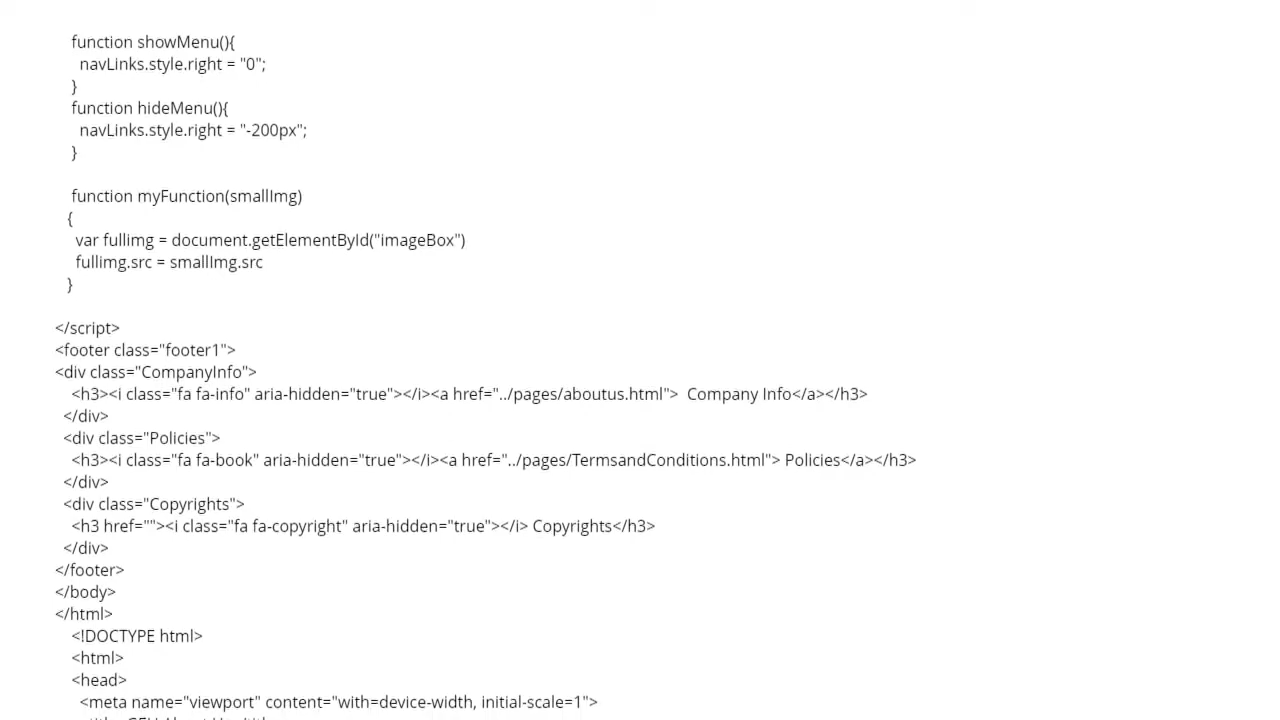 function showMenu(){
navLinks.style.right = "0";
}
function hideMenu(){
navLinks.style.right = "-200px";
}
function myFunction(smallImg)
{
var fullimg = document.getElementById("imageBox")
fullimg.src = smallImg.src
}
</script>
<footer class="footer1">
<div class="CompanyInfo">
<h3><i class="fa fa-info" aria-hidden="true"></i><a href="../pages/aboutus.html">  Company Info</a></h3>
</div>
<div class="Policies">
<h3><i class="fa fa-book" aria-hidden="true"></i><a href="../pages/TermsandConditions.html"> Policies</a></h3>
</div>
<div class="Copyrights">
<h3 href=""><i class="fa fa-copyright" aria-hidden="true"></i> Copyrights</h3>
</div>
</footer>
</body>
</html>
<!DOCTYPE html>
<html>
<head>
<meta name="viewport" content="with=device-width, initial-scale=1">